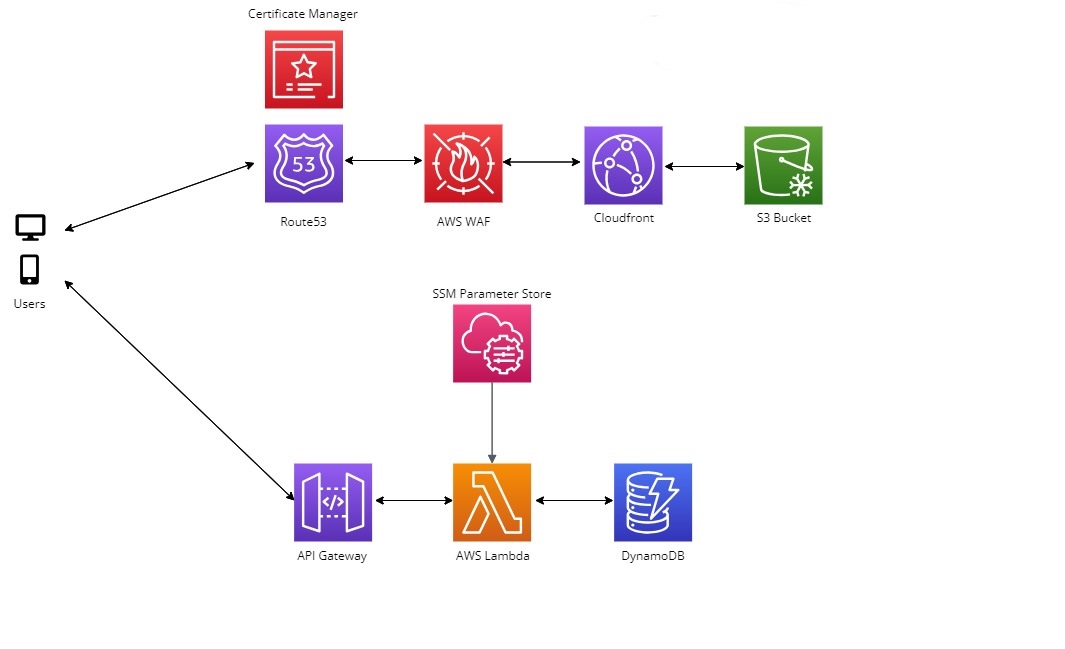 Certificate Manager
53
Route53
AWS WAF
Cloudfront
S3 Bucket
Users
SSM Parameter Store
</>
API Gateway
AWS Lambda
DynamoDB